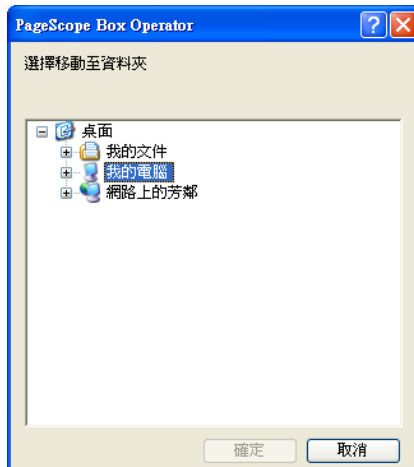 PageScope Box Operator
選擇移動至資料夾
桌面
我的文件
我的電腦
網路上的芳鄰
確定
取消